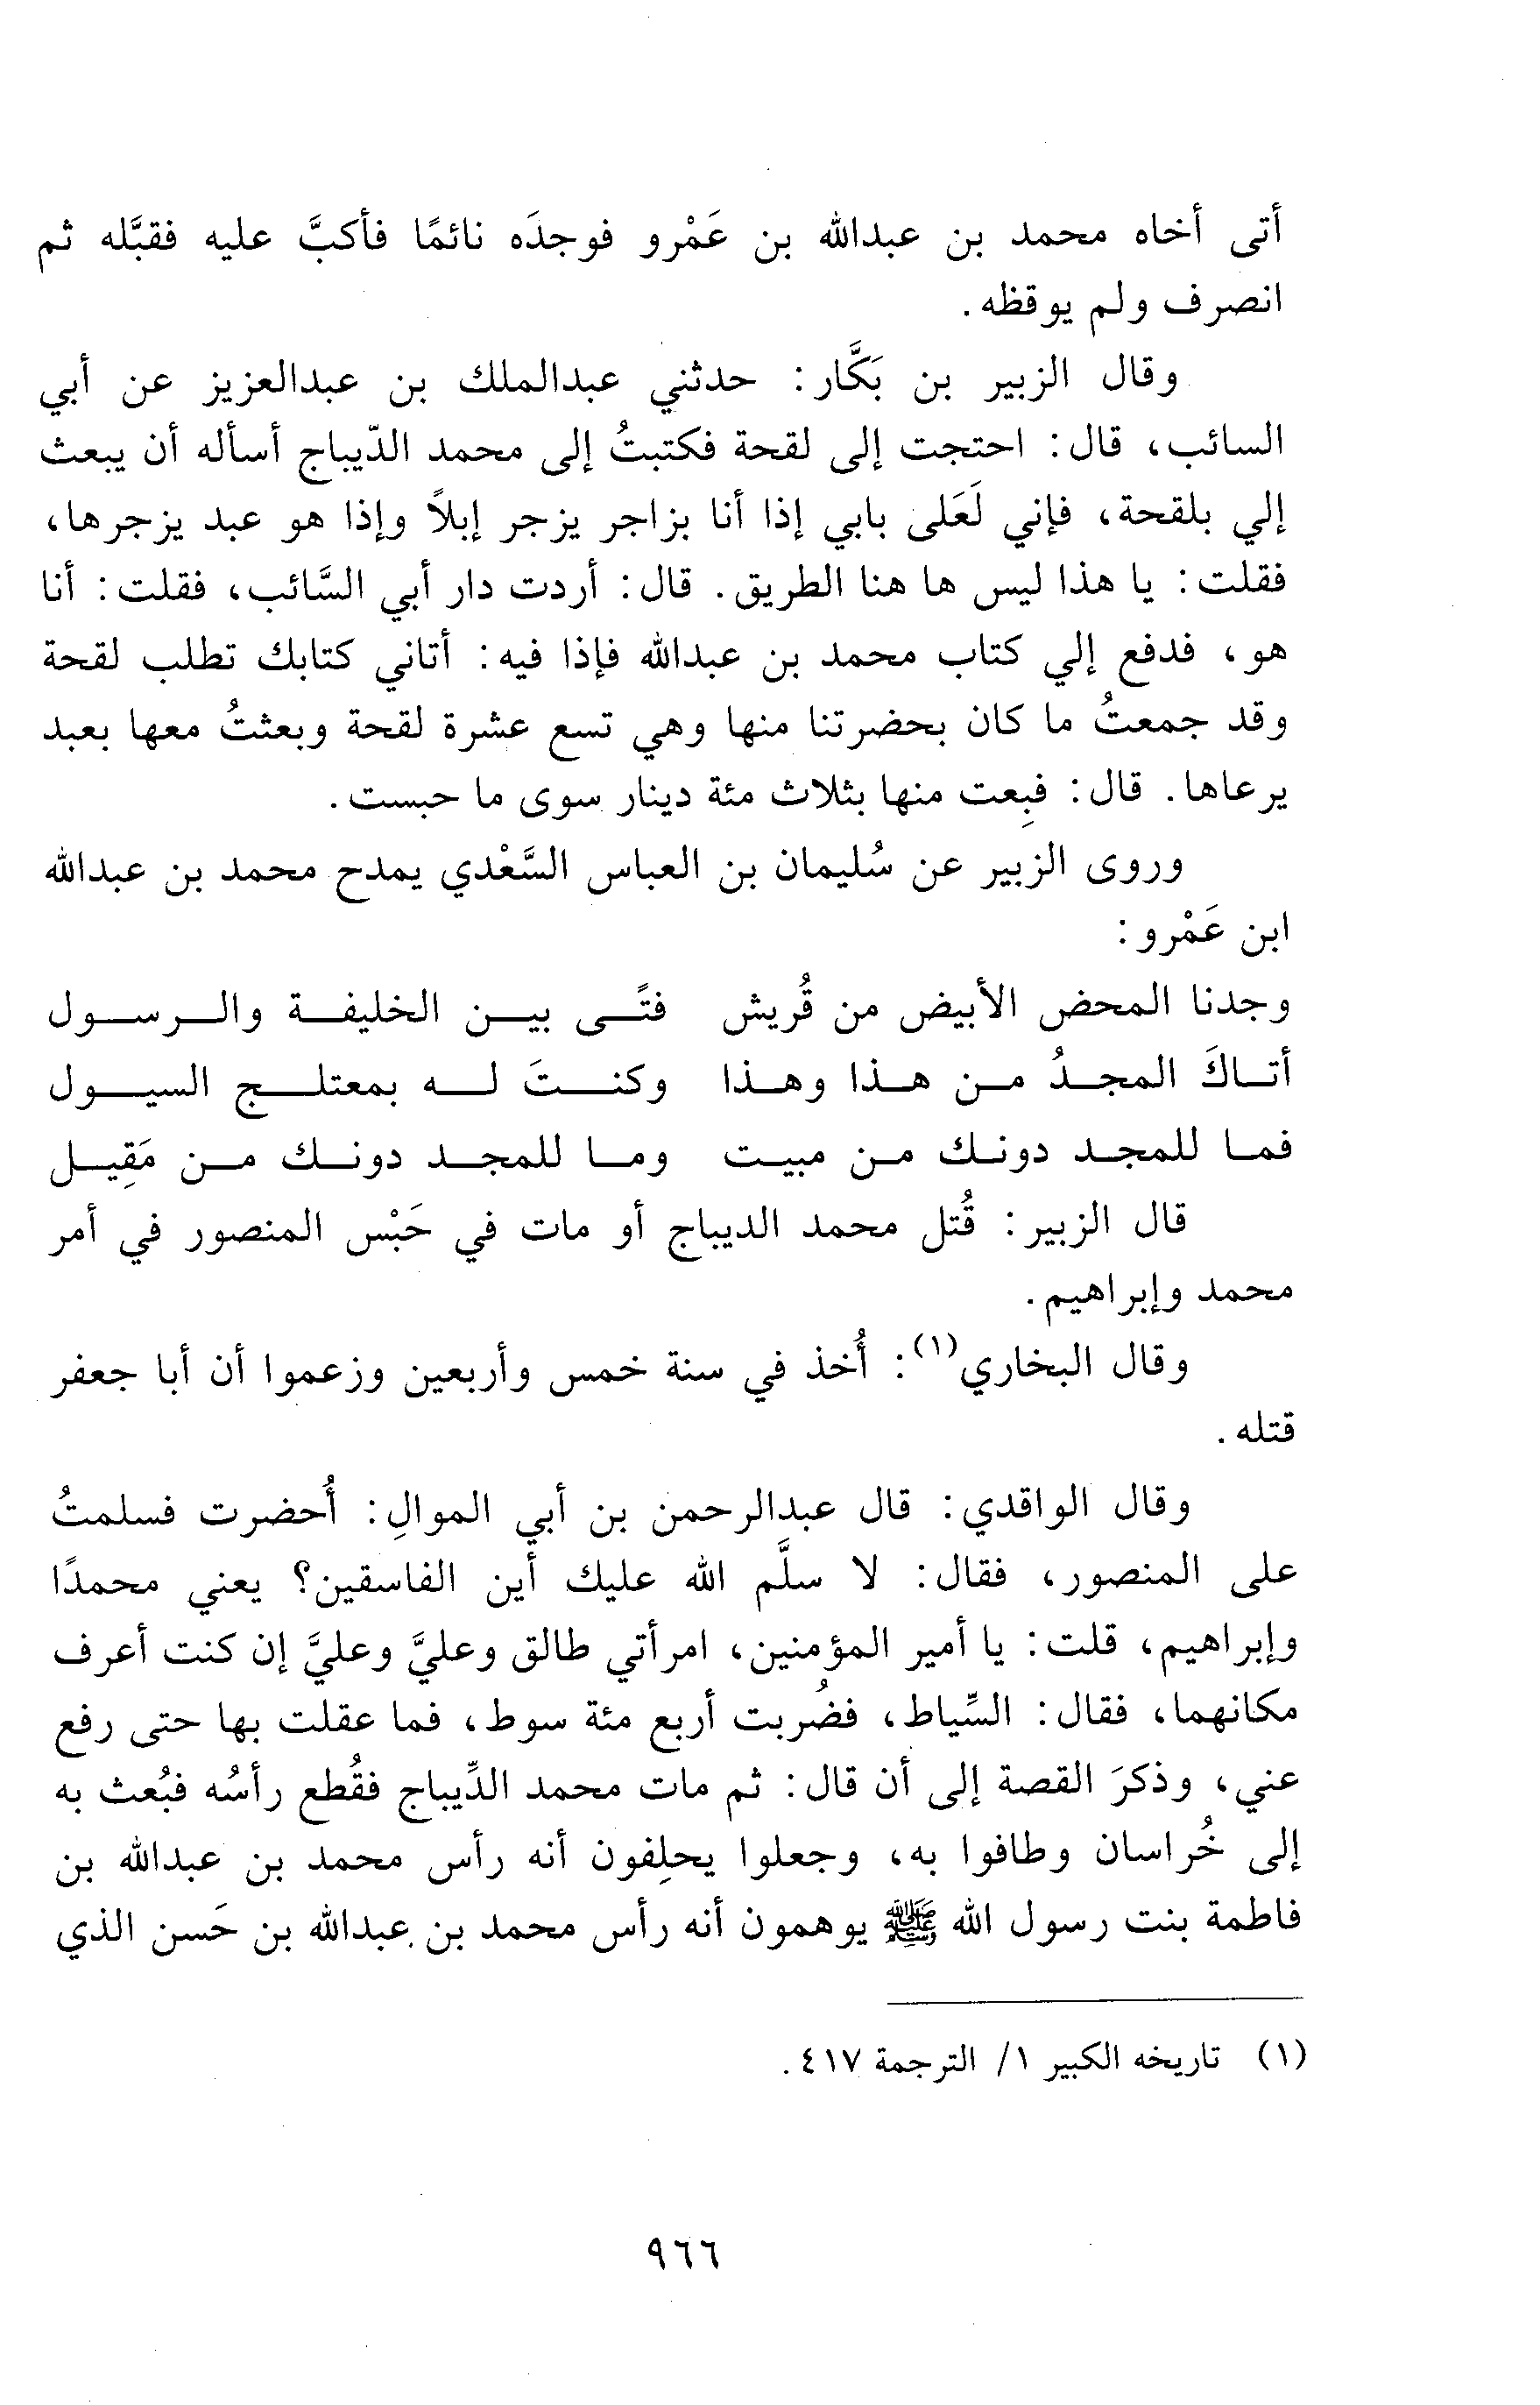 أتى أخاه محمد بن عبدالله بن عَمْرو فوجدَه نائمًا فأكبَّ عليه فقبَّله ثم
انصرف ولم يوقظه.
وقال الزبير بن بَكَّار: حدثني عبدالملك بن عبدالعزيز عن أبي
السائب، قال: احتجت إلى لقحة فكتبتُ إلى محمد الدّيباج أسأله أن يبعث
إلي بلقحة، فإني لَعَلى بابي إذا أنا بزاجر يزجر إبلاً وإذا هو عبد يزجرها،
فقلت: يا هذا ليس ها هنا الطريق. قال: أردت دار أبي السَّائب، فقلت: أنا
هو، فدفع إلي كتاب محمد بن عبدالله فإذا فيه: أتاني كتابك تطلب لقحة
وقد جمعتُ ما كان بحضرتنا منها وهي تسع عشرة لقحة وبعثتُ معها بعبد
يرعاها. قال: فبِعت منها بثلاث مئة دينار سوى ما حبست.
وروى الزبير عن سُليمان بن العباس السَّعْدي يمدح محمد بن عبدالله
ابن عَمْرو:
وجدنا المحض الأبيض من قُريش فتًى بين الخليفة والرسول
أتاكَ المجدُ من هذا وهذا وكنتَ له بمعتلج السيول
فما للمجد دونك من مبيت وما للمجد دونك من مَقِيل
قال الزبير: قُتل محمد الديباج أو مات في حَبْس المنصور في أمر
محمد وإبراهيم.
وقال البخاري(١): أُخذ في سنة خمس وأربعين وزعموا أن أبا جعفر
قتله.
وقال الواقدي: قال عبدالرحمن بن أبي الموالِ: أُحضرت فسلمتُ
على المنصور، فقال: لا سلَّم الله عليك أين الفاسقين؟ يعني محمدًا
وإبراهيم، قلت: يا أمير المؤمنين، امرأتي طالق وعليَّ وعليَّ إن كنت أعرف
مكانهما، فقال: السِّياط، فضُربت أربع مئة سوط، فما عقلت بها حتى رفع
عني، وذكرَ القصة إلى أن قال: ثم مات محمد الدِّيباج فقُطع رأسُه فبُعث به
إلى خُراسان وطافوا به، وجعلوا يحلِفون أنه رأس محمد بن عبدالله بن
فاطمة بنت رسول الله ﷺ يوهمون أنه رأس محمد بن عبدالله بن حَسن الذي
(١) تاريخه الكبير ١/ الترجمة ٤١٧.
٩٦٦